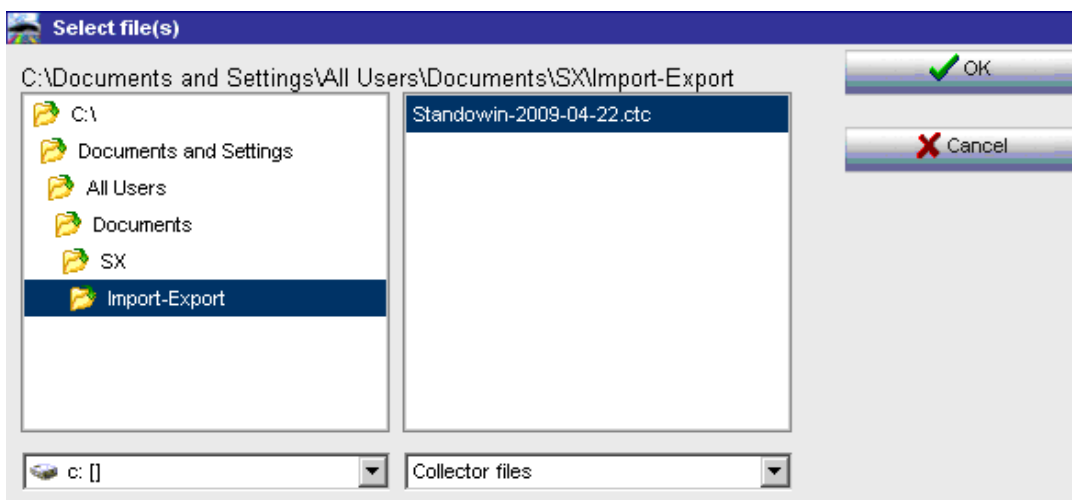 Select file(s)
C:\Documents and Settings\All Users\Documents\SX\Import-Export
OK
C:\
Standowin-2009-04-22.ctc
Documents and Settings
Cancel
All Users
Documents
SX
Import-Export
c: []
Collector files